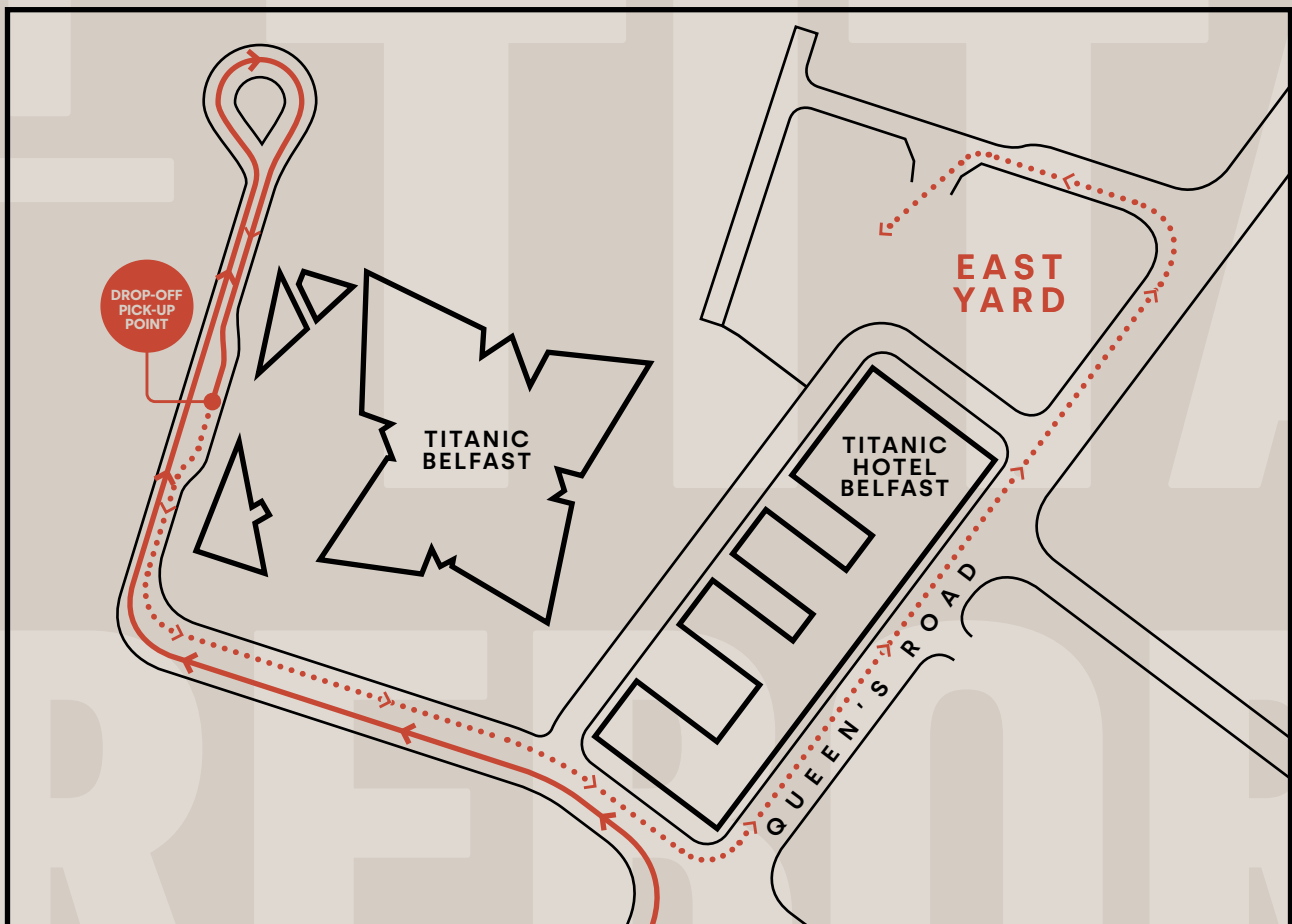 DROP-OFF
PICK-UP
POINT
EAST
YARD
TITANIC
BELFAST
TITANIC
HOTEL
BELFAST
QUEEN'S ROAD